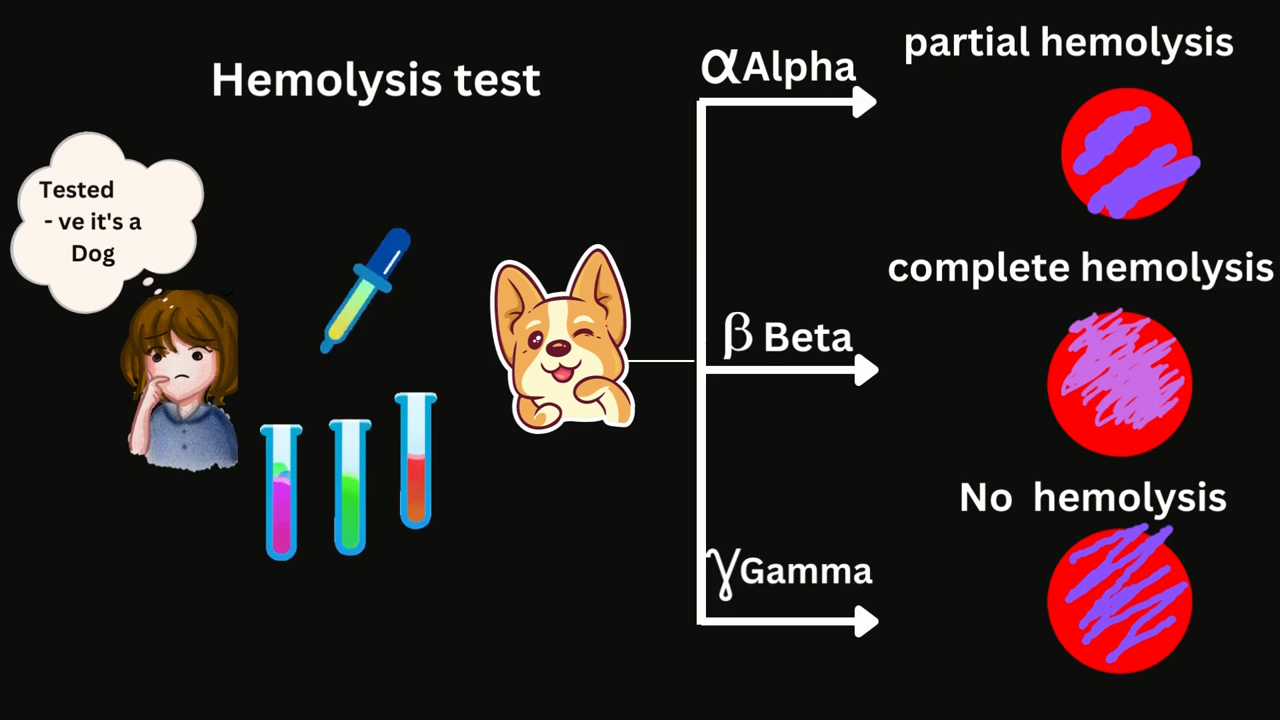 Hemolysis test
Tested
- ve it's a
Dog
αAlpha
partial hemolysis
β Beta
complete hemolysis
γGamma
No hemolysis